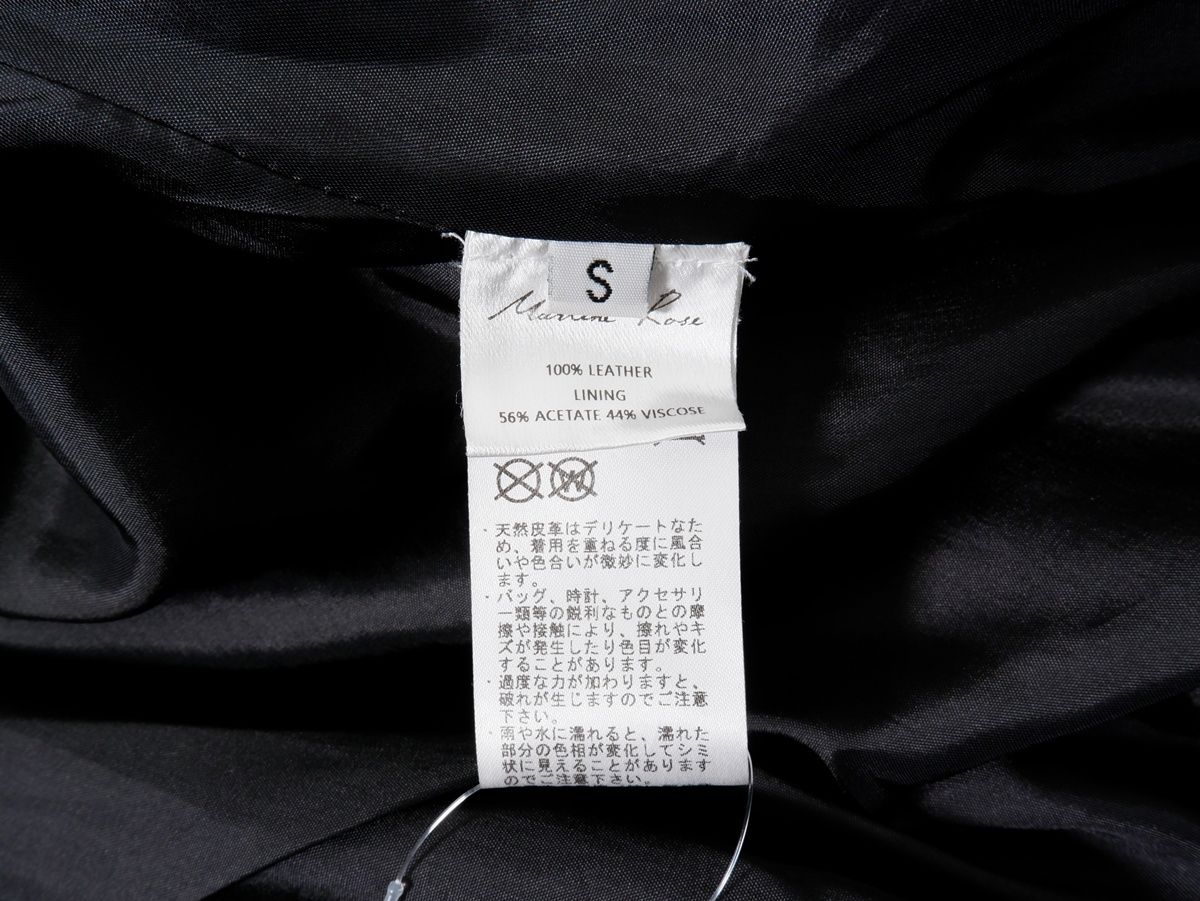 S
Martine Rose
100% LEATHER
LINING
56% ACETATE 44% VISCOSE
W
・天然皮革はデリケートなた
め、着用を重ねる度に風合
いや色合いが微妙に変化し
ます。
・バッグ、時計、アクセサリ
ー類等の鋭利なものとの摩
擦や接触により、擦れやキ
ズが発生したり色目が変化
することがあります。
・過度な力が加わりますと、
破れが生じますのでご注意
下さい。
・雨や水に濡れると、濡れた
部分の色相が変化してシミ
状に見えることがあります
のでご注意下さい。